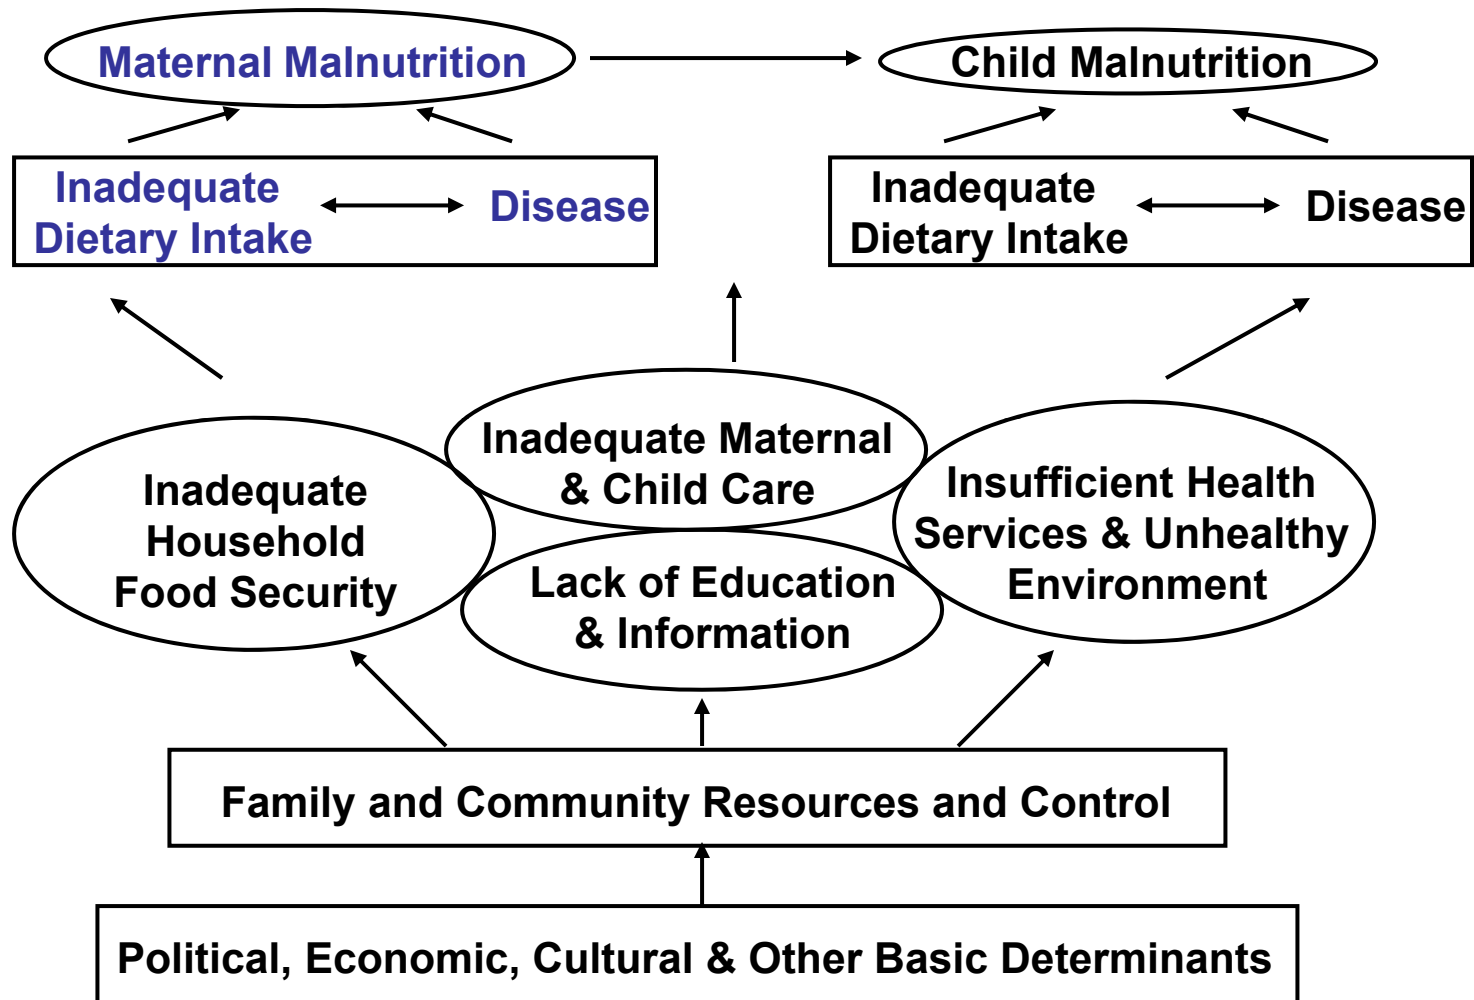 Maternal Malnutrition
Child Malnutrition
Inadequate
Dietary Intake
Disease
Inadequate
Dietary Intake
Disease
Inadequate Maternal
& Child Care
Inadequate
Household
Food Security
Insufficient Health
Services & Unhealthy
Environment
Lack of Education
& Information
Family and Community Resources and Control
Political, Economic, Cultural & Other Basic Determinants